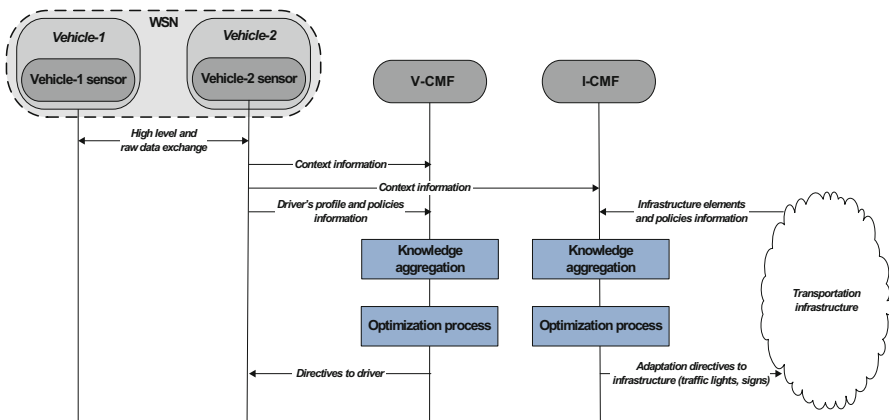 WSN
Vehicle-1
Vehicle-2
Vehicle-1 sensor
Vehicle-2 sensor
V-CMF
I-CMF
High level and
raw data exchange
Context information
Context information
Driver's profile and policies
information
Infrastructure elements
and policies information
Knowledge
aggregation
Knowledge
aggregation
Transportation
infrastructure
Optimization process
Optimization process
Directives to driver
Adaptation directives to
infrastructure (traffic lights, signs)